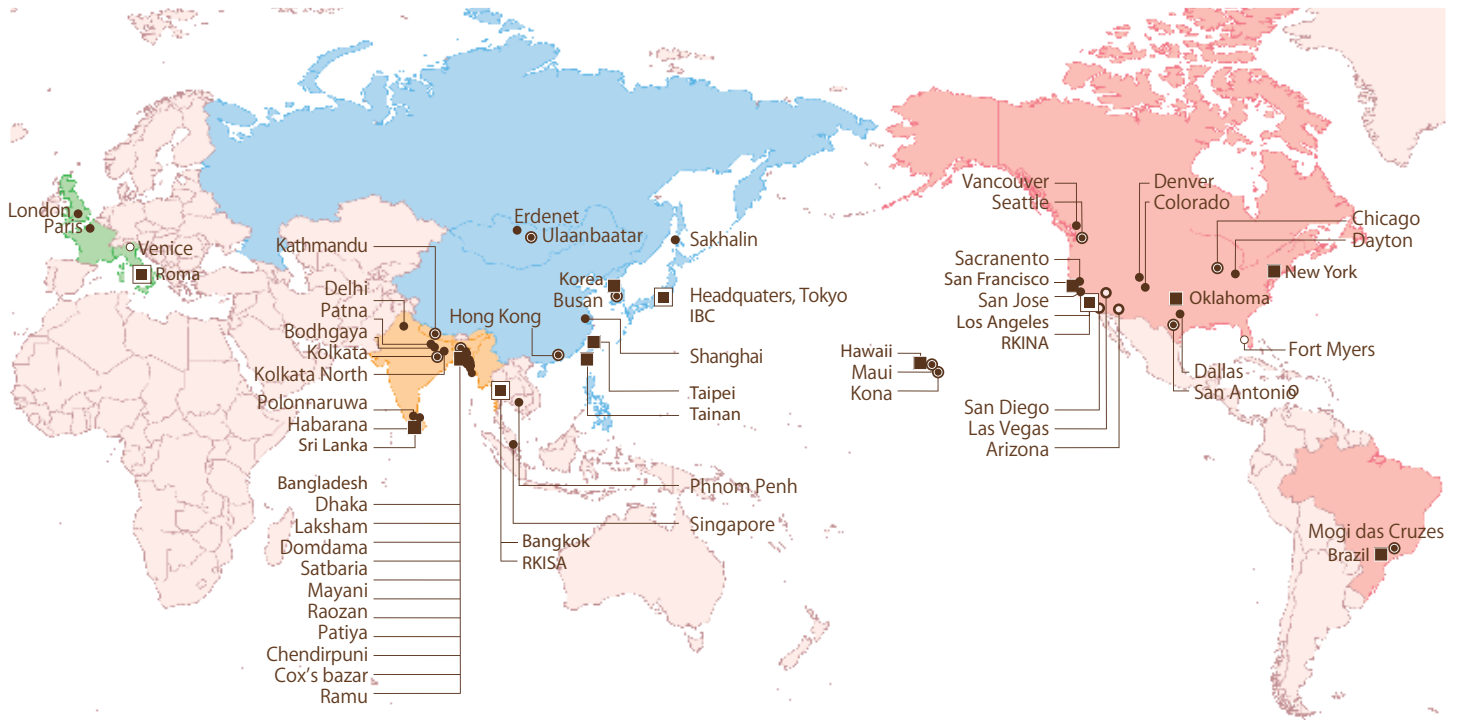 London
Paris
Venice
Roma
Kathmandu
Delhi
Patna
Bodhgaya
Kolkata
Kolkata North
Polonnaruwa
Habarana
Sri Lanka
Bangladesh
Dhaka
Laksham
Domdama
Satbaria
Mayani
Raozan
Patiya
Chendirpuni
Cox's bazar
Ramu
Erdenet
Ulaanbaatar
Sakhalin
Korea
Busan
Hong Kong
Headquaters, Tokyo
IBC
Shanghai
Taipei
Tainan
Phnom Penh
Singapore
Bangkok
RKISA
Hawaii
Maui
Kona
Vancouver
Seattle
Sacranento
San Francisco
San Jose
Los Angeles
RKINA
San Diego
Las Vegas
Arizona
Denver
Colorado
Chicago
Dayton
New York
Oklahoma
Fort Myers
Dallas
San Antonio
Mogi das Cruzes
Brazil